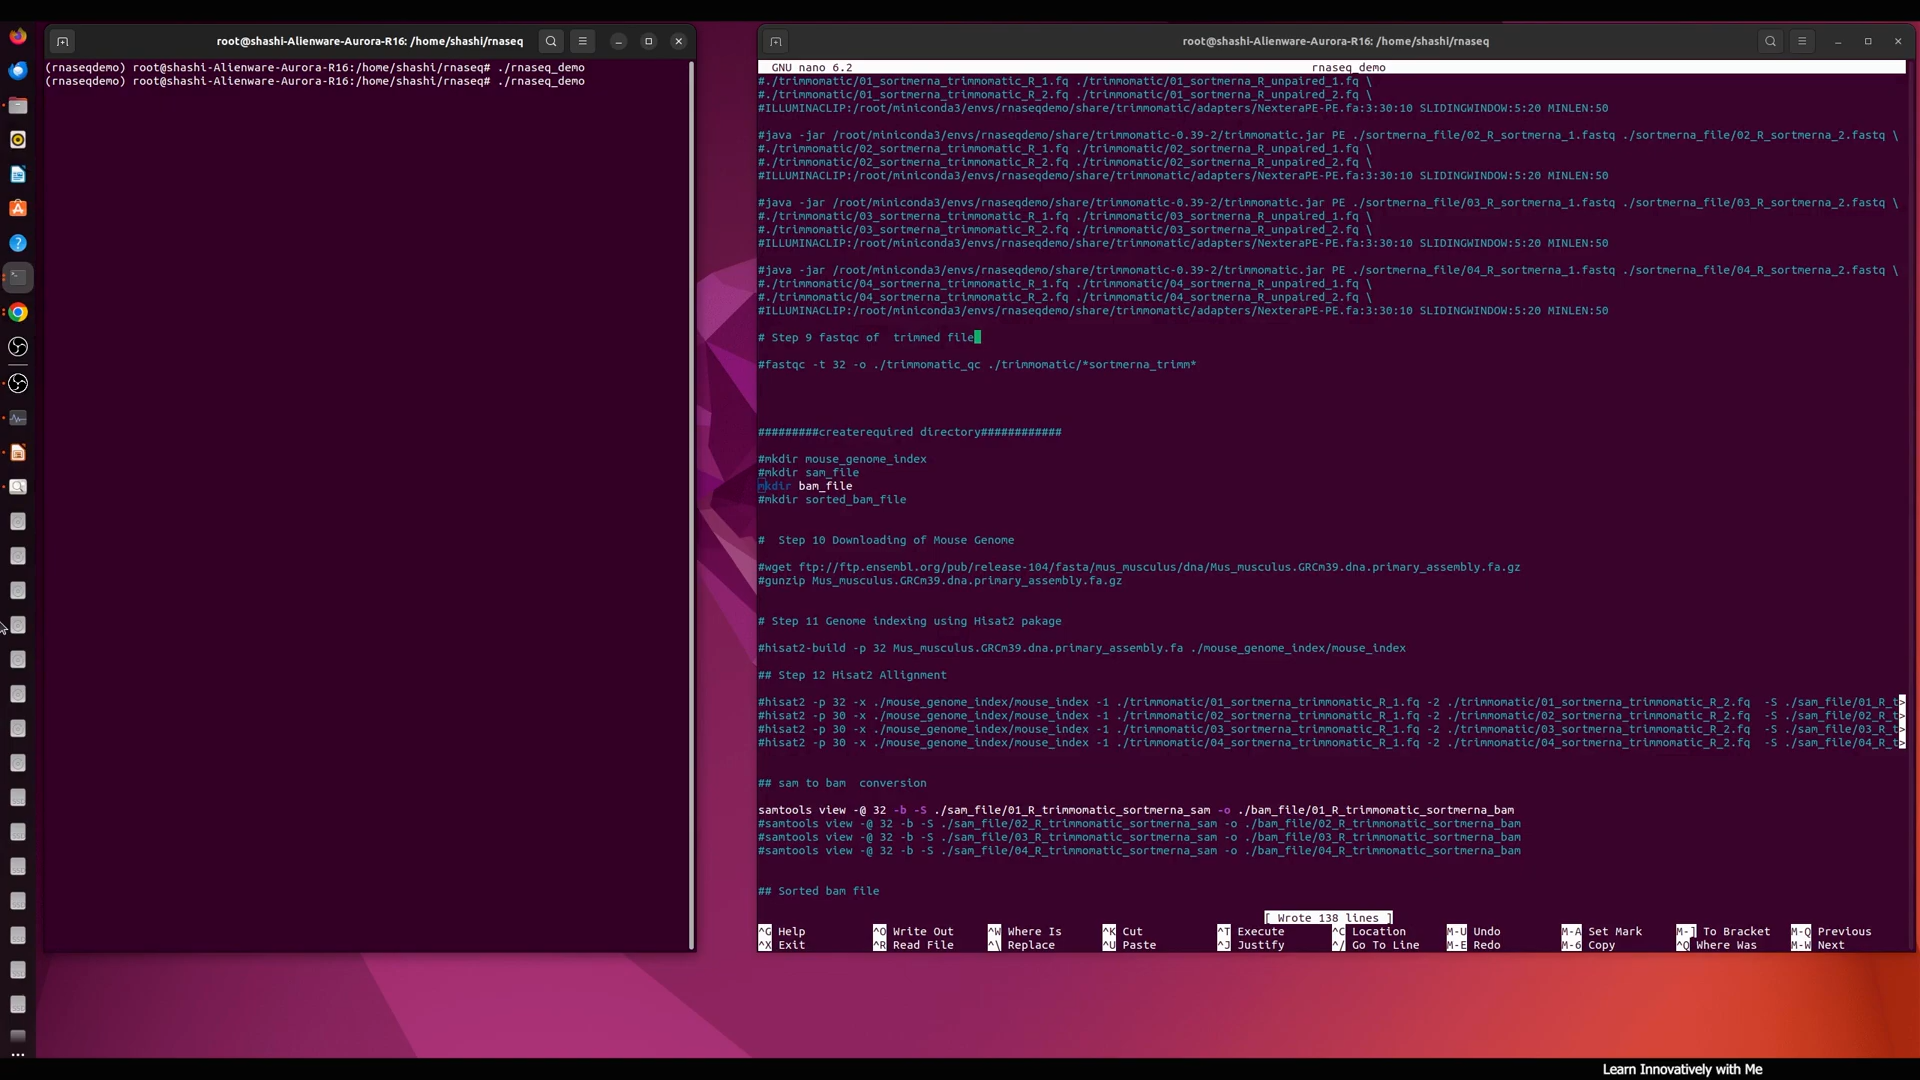 root@shashi-Alienware-Aurora-R16: /home/shashi/rnaseq
(rnaseqdemo) root@shashi-Alienware-Aurora-R16:/home/shashi/rnaseq# ./rnaseq_demo
(rnaseqdemo) root@shashi-Alienware-Aurora-R16:/home/shashi/rnaseq# ./rnaseq_demo
root@shashi-Alienware-Aurora-R16: /home/shashi/rnaseq
GNU nano 6.2 rnaseq_demo
#./trimmomatic/01_sortmerna_trimmomatic_R_1.fq ./trimmomatic/01_sortmerna_R_unpaired_1.fq \
#./trimmomatic/01_sortmerna_trimmomatic_R_2.fq ./trimmomatic/01_sortmerna_R_unpaired_2.fq \
#ILLUMINACLIP:/root/miniconda3/envs/rnaseqdemo/share/trimmomatic/adapters/NexteraPE-PE.fa:3:30:10 SLIDINGWINDOW:5:20 MINLEN:50
#java -jar /root/miniconda3/envs/rnaseqdemo/share/trimmomatic-0.39-2/trimmomatic.jar PE ./sortmerna_file/02_R_sortmerna_1.fastq ./sortmerna_file/02_R_sortmerna_2.fastq \
#./trimmomatic/02_sortmerna_trimmomatic_R_1.fq ./trimmomatic/02_sortmerna_R_unpaired_1.fq \
#./trimmomatic/02_sortmerna_trimmomatic_R_2.fq ./trimmomatic/02_sortmerna_R_unpaired_2.fq \
#ILLUMINACLIP:/root/miniconda3/envs/rnaseqdemo/share/trimmomatic/adapters/NexteraPE-PE.fa:3:30:10 SLIDINGWINDOW:5:20 MINLEN:50
#java -jar /root/miniconda3/envs/rnaseqdemo/share/trimmomatic-0.39-2/trimmomatic.jar PE ./sortmerna_file/03_R_sortmerna_1.fastq ./sortmerna_file/03_R_sortmerna_2.fastq \
#./trimmomatic/03_sortmerna_trimmomatic_R_1.fq ./trimmomatic/03_sortmerna_R_unpaired_1.fq \
#./trimmomatic/03_sortmerna_trimmomatic_R_2.fq ./trimmomatic/03_sortmerna_R_unpaired_2.fq \
#ILLUMINACLIP:/root/miniconda3/envs/rnaseqdemo/share/trimmomatic/adapters/NexteraPE-PE.fa:3:30:10 SLIDINGWINDOW:5:20 MINLEN:50
#java -jar /root/miniconda3/envs/rnaseqdemo/share/trimmomatic-0.39-2/trimmomatic.jar PE ./sortmerna_file/04_R_sortmerna_1.fastq ./sortmerna_file/04_R_sortmerna_2.fastq \
#./trimmomatic/04_sortmerna_trimmomatic_R_1.fq ./trimmomatic/04_sortmerna_R_unpaired_1.fq \
#./trimmomatic/04_sortmerna_trimmomatic_R_2.fq ./trimmomatic/04_sortmerna_R_unpaired_2.fq \
#ILLUMINACLIP:/root/miniconda3/envs/rnaseqdemo/share/trimmomatic/adapters/NexteraPE-PE.fa:3:30:10 SLIDINGWINDOW:5:20 MINLEN:50
# Step 9 fastqc of  trimmed file
#fastqc -t 32 -o ./trimmomatic_qc ./trimmomatic/*sortmerna_trimm*
#########createrequired directory############
#mkdir mouse_genome_index
#mkdir sam_file
mkdir bam_file
#mkdir sorted_bam_file
#  Step 10 Downloading of Mouse Genome
#wget ftp://ftp.ensembl.org/pub/release-104/fasta/mus_musculus/dna/Mus_musculus.GRCm39.dna.primary_assembly.fa.gz
#gunzip Mus_musculus.GRCm39.dna.primary_assembly.fa.gz
# Step 11 Genome indexing using Hisat2 pakage
#hisat2-build -p 32 Mus_musculus.GRCm39.dna.primary_assembly.fa ./mouse_genome_index/mouse_index
## Step 12 Hisat2 Allignment
#hisat2 -p 32 -x ./mouse_genome_index/mouse_index -1 ./trimmomatic/01_sortmerna_trimmomatic_R_1.fq -2 ./trimmomatic/01_sortmerna_trimmomatic_R_2.fq  -S ./sam_file/01_R_t>
#hisat2 -p 30 -x ./mouse_genome_index/mouse_index -1 ./trimmomatic/02_sortmerna_trimmomatic_R_1.fq -2 ./trimmomatic/02_sortmerna_trimmomatic_R_2.fq  -S ./sam_file/02_R_t>
#hisat2 -p 30 -x ./mouse_genome_index/mouse_index -1 ./trimmomatic/03_sortmerna_trimmomatic_R_1.fq -2 ./trimmomatic/03_sortmerna_trimmomatic_R_2.fq  -S ./sam_file/03_R_t>
#hisat2 -p 30 -x ./mouse_genome_index/mouse_index -1 ./trimmomatic/04_sortmerna_trimmomatic_R_1.fq -2 ./trimmomatic/04_sortmerna_trimmomatic_R_2.fq  -S ./sam_file/04_R_t>
## sam to bam  conversion
samtools view -@ 32 -b -S ./sam_file/01_R_trimmomatic_sortmerna_sam -o ./bam_file/01_R_trimmomatic_sortmerna_bam
#samtools view -@ 32 -b -S ./sam_file/02_R_trimmomatic_sortmerna_sam -o ./bam_file/02_R_trimmomatic_sortmerna_bam
#samtools view -@ 32 -b -S ./sam_file/03_R_trimmomatic_sortmerna_sam -o ./bam_file/03_R_trimmomatic_sortmerna_bam
#samtools view -@ 32 -b -S ./sam_file/04_R_trimmomatic_sortmerna_sam -o ./bam_file/04_R_trimmomatic_sortmerna_bam
## Sorted bam file
[ Wrote 138 lines ]
^G Help ^O Write Out ^W Where Is ^K Cut ^T Execute ^C Location M-U Undo M-A Set Mark M-] To Bracket M-Q Previous
^X Exit ^R Read File ^\ Replace ^U Paste ^J Justify ^/ Go To Line M-E Redo M-6 Copy ^Q Where Was M-W Next
Learn Innovatively with Me